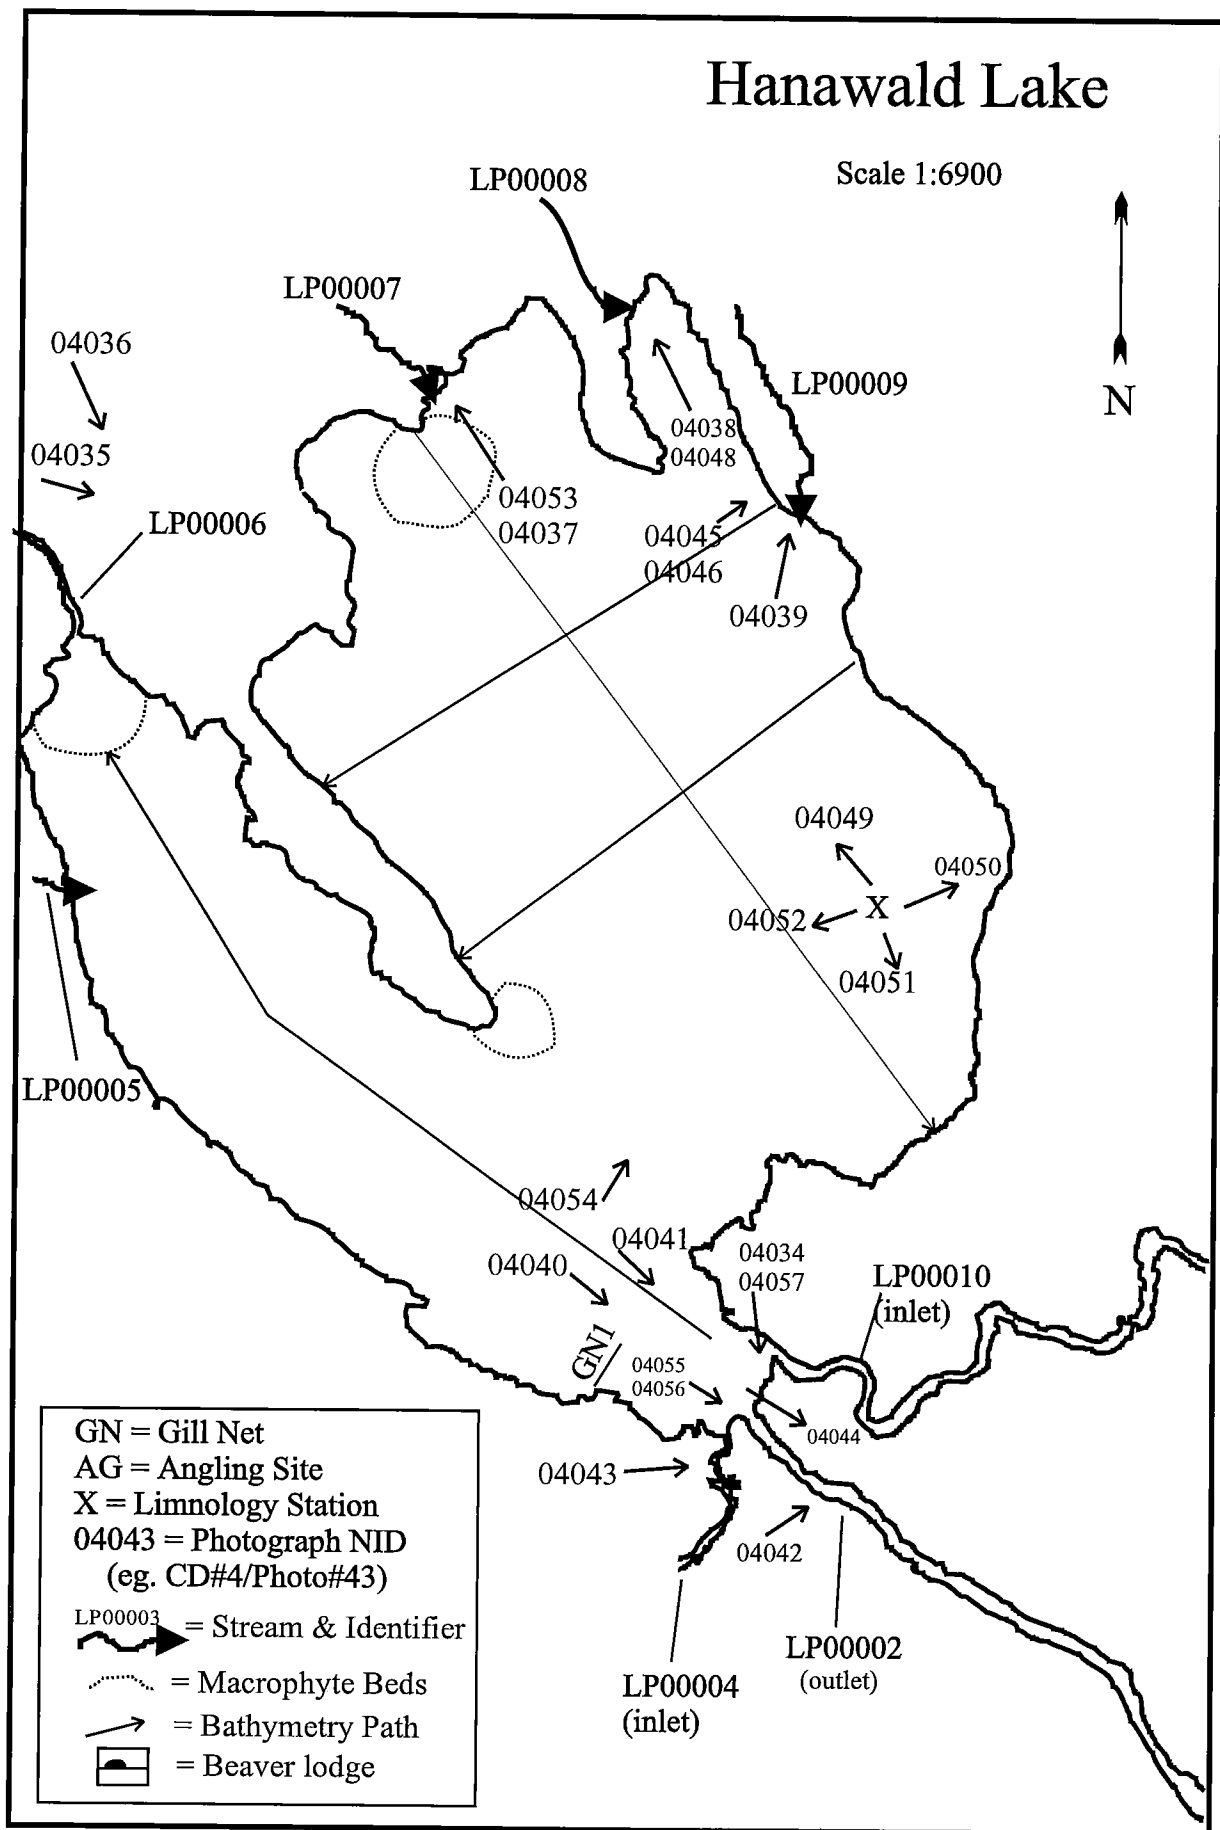 Hanawald Lake
Scale 1:6900
LP00008
LP00007
04036
LP00009
N
04035
04038
04048
04053
04037
LP00006
04045
04046
04039
04049
04050
X
04052
04051
LP00005
04054
04041
04040
04034
04057
LP00010
(inlet)
GN1
04055
04056
04044
04043
04042
LP00002
(outlet)
LP00004
(inlet)
GN = Gill Net
AG = Angling Site
X = Limnology Station
04043 = Photograph NID
(eg. CD#4/Photo#43)
LP00003 = Stream & Identifier
= Macrophyte Beds
= Bathymetry Path
= Beaver lodge